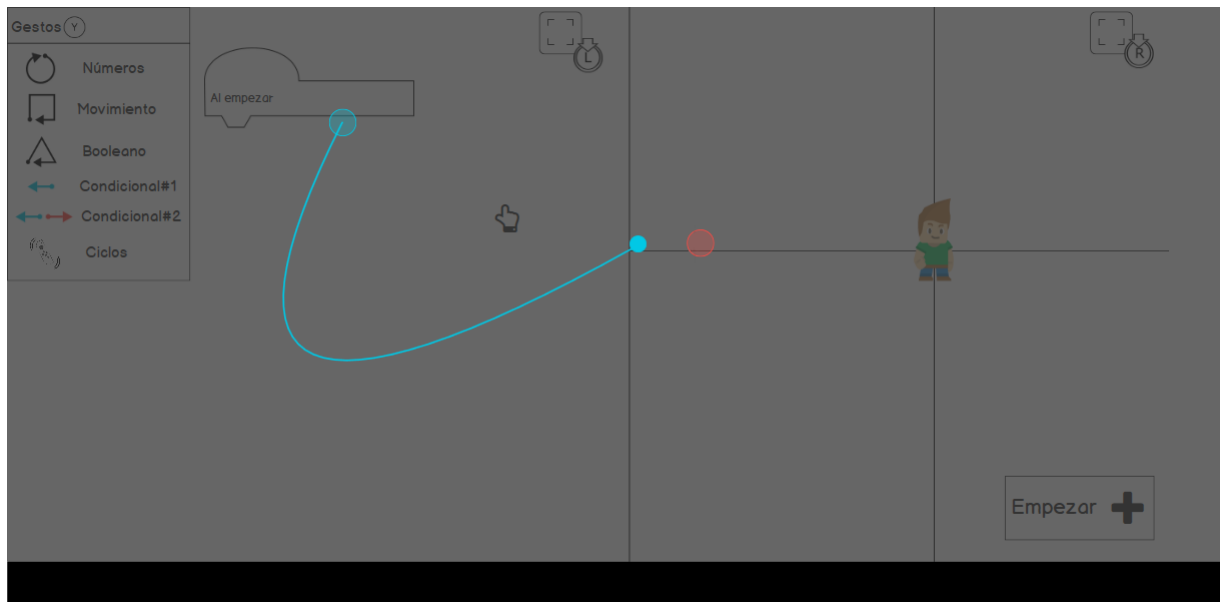 Gestos Y
Números
Movimiento
Booleano
Condicional#1
Condicional#2
Ciclos
Al empezar
L
R
Empezar